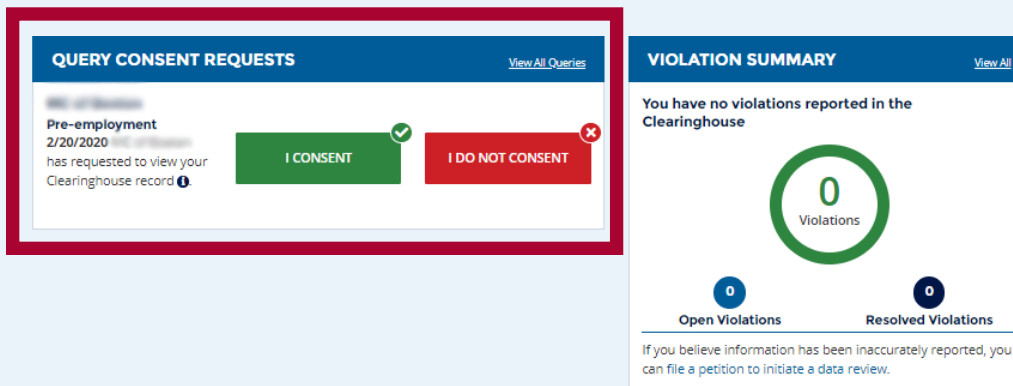 QUERY CONSENT REQUESTS
View All Queries
Pre-employment
2/20/2020
has requested to view your
Clearinghouse record
I CONSENT
I DO NOT CONSENT
VIOLATION SUMMARY
View All
You have no violations reported in the
Clearinghouse
0
Violations
0
Open Violations
0
Resolved Violations
If you believe information has been inaccurately reported, you
can file a petition to initiate a data review.